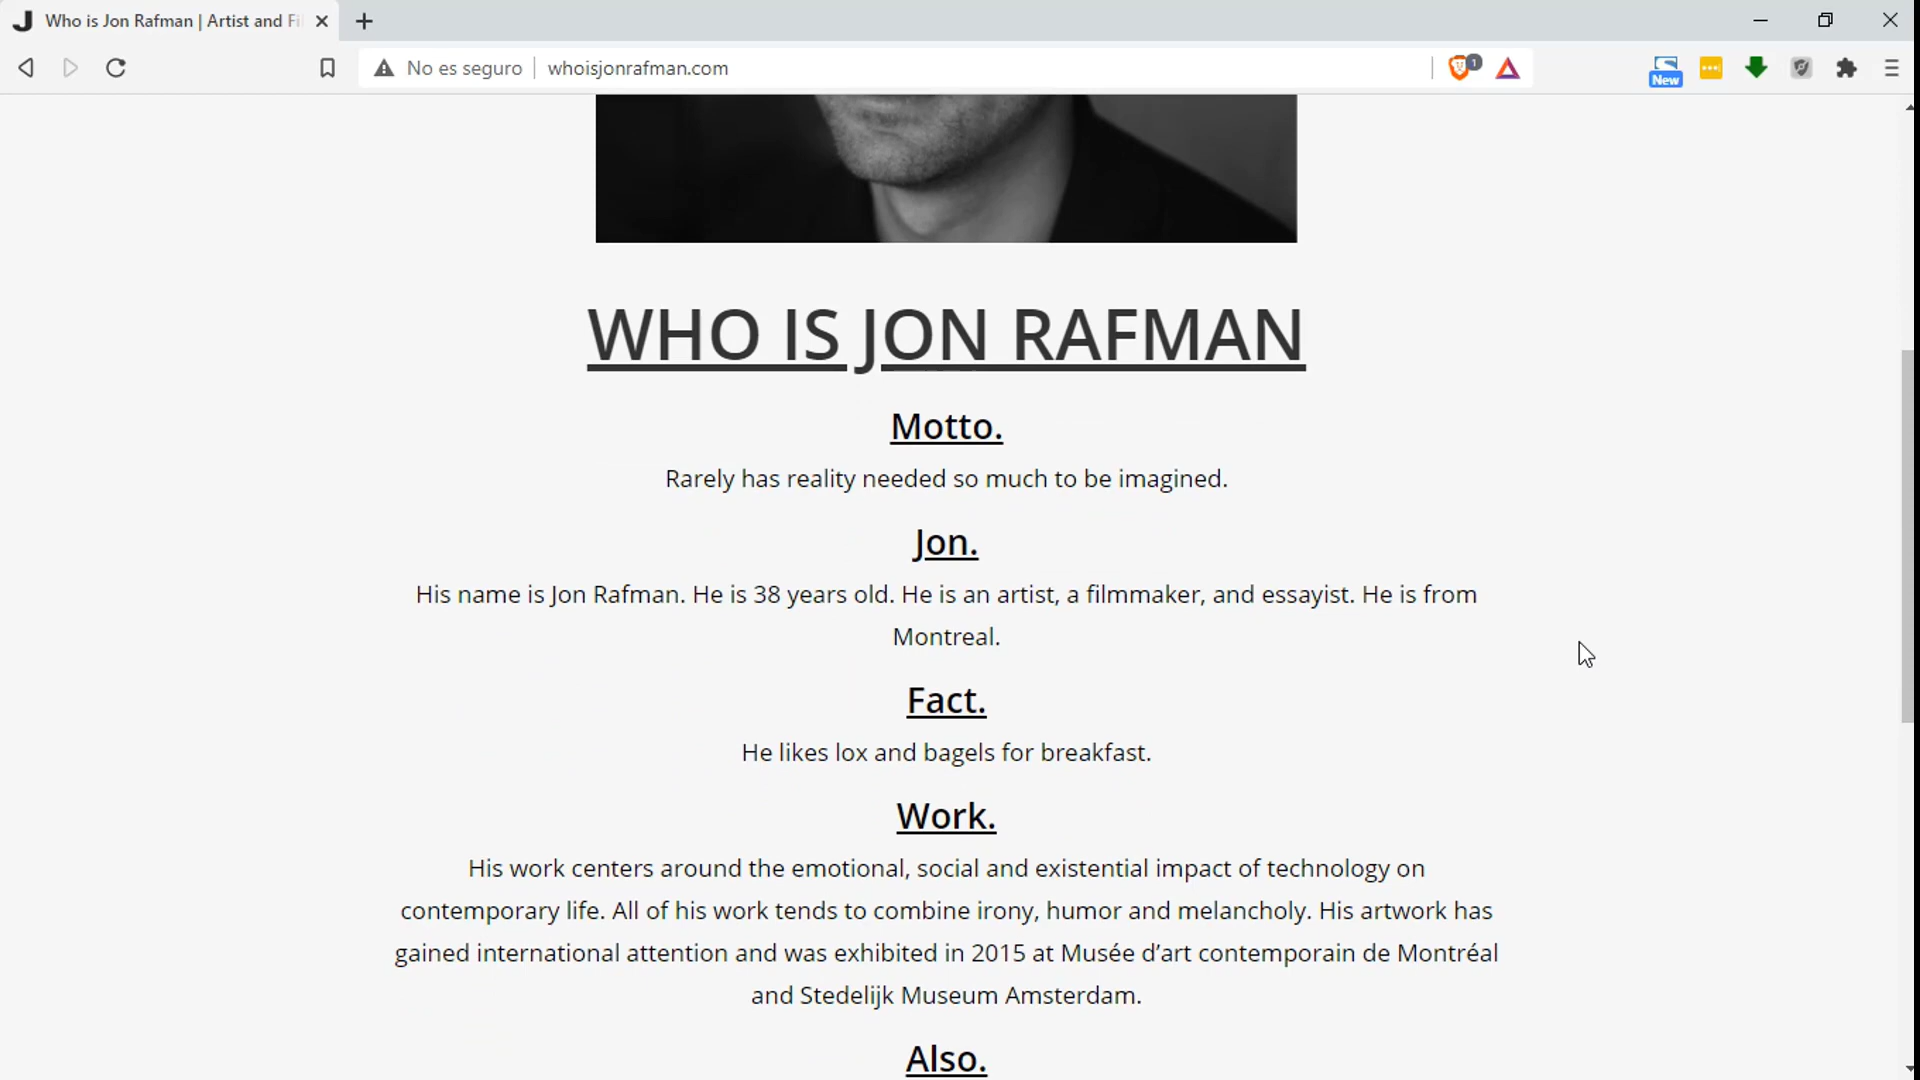 Who is Jon Rafman | Artist and Fi
No es seguro
whoisjonrafman.com
1
New
WHO IS JON RAFMAN
Motto.
Rarely has reality needed so much to be imagined.
Jon.
His name is Jon Rafman. He is 38 years old. He is an artist, a filmmaker, and essayist. He is from
Montreal.
Fact.
He likes lox and bagels for breakfast.
Work.
His work centers around the emotional, social and existential impact of technology on
contemporary life. All of his work tends to combine irony, humor and melancholy. His artwork has
gained international attention and was exhibited in 2015 at Musée d’art contemporain de Montréal
and Stedelijk Museum Amsterdam.
Also.